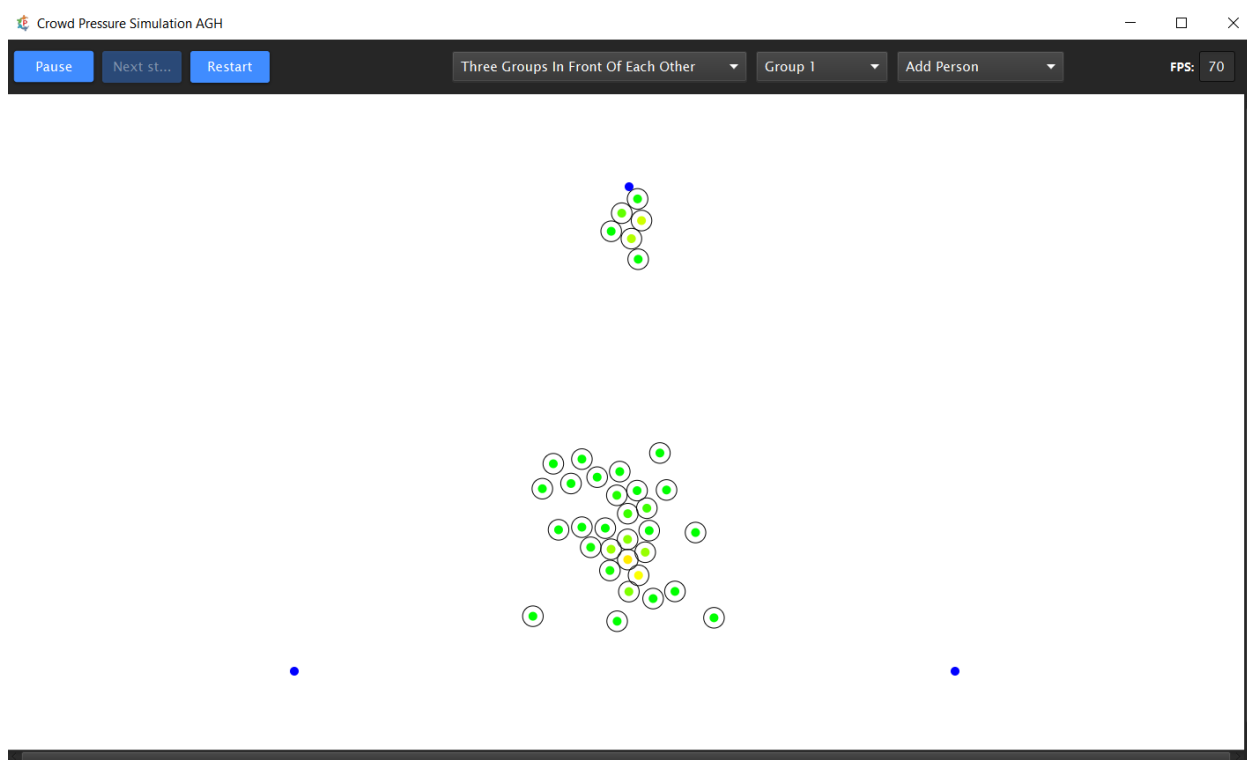 Crowd Pressure Simulation AGH
Pause Next st... Restart Three Groups In Front Of Each Other Group 1 Add Person FPS: 70